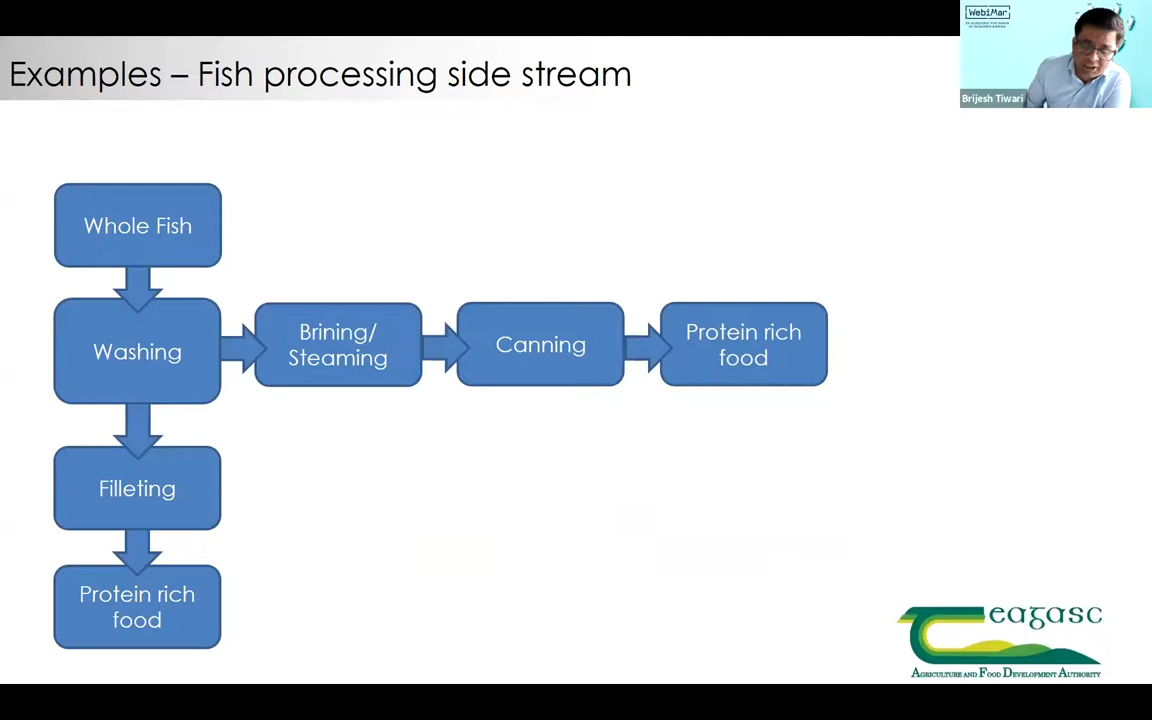 WebiMar
Examples – Fish processing side stream
Brijesh Tiwari
Whole Fish
Washing
Brining/
Steaming
Canning
Protein rich
food
Filleting
Protein rich
food
eagasc
AGRICULTURE AND FOOD DEVELOPMENT AUTHORITY